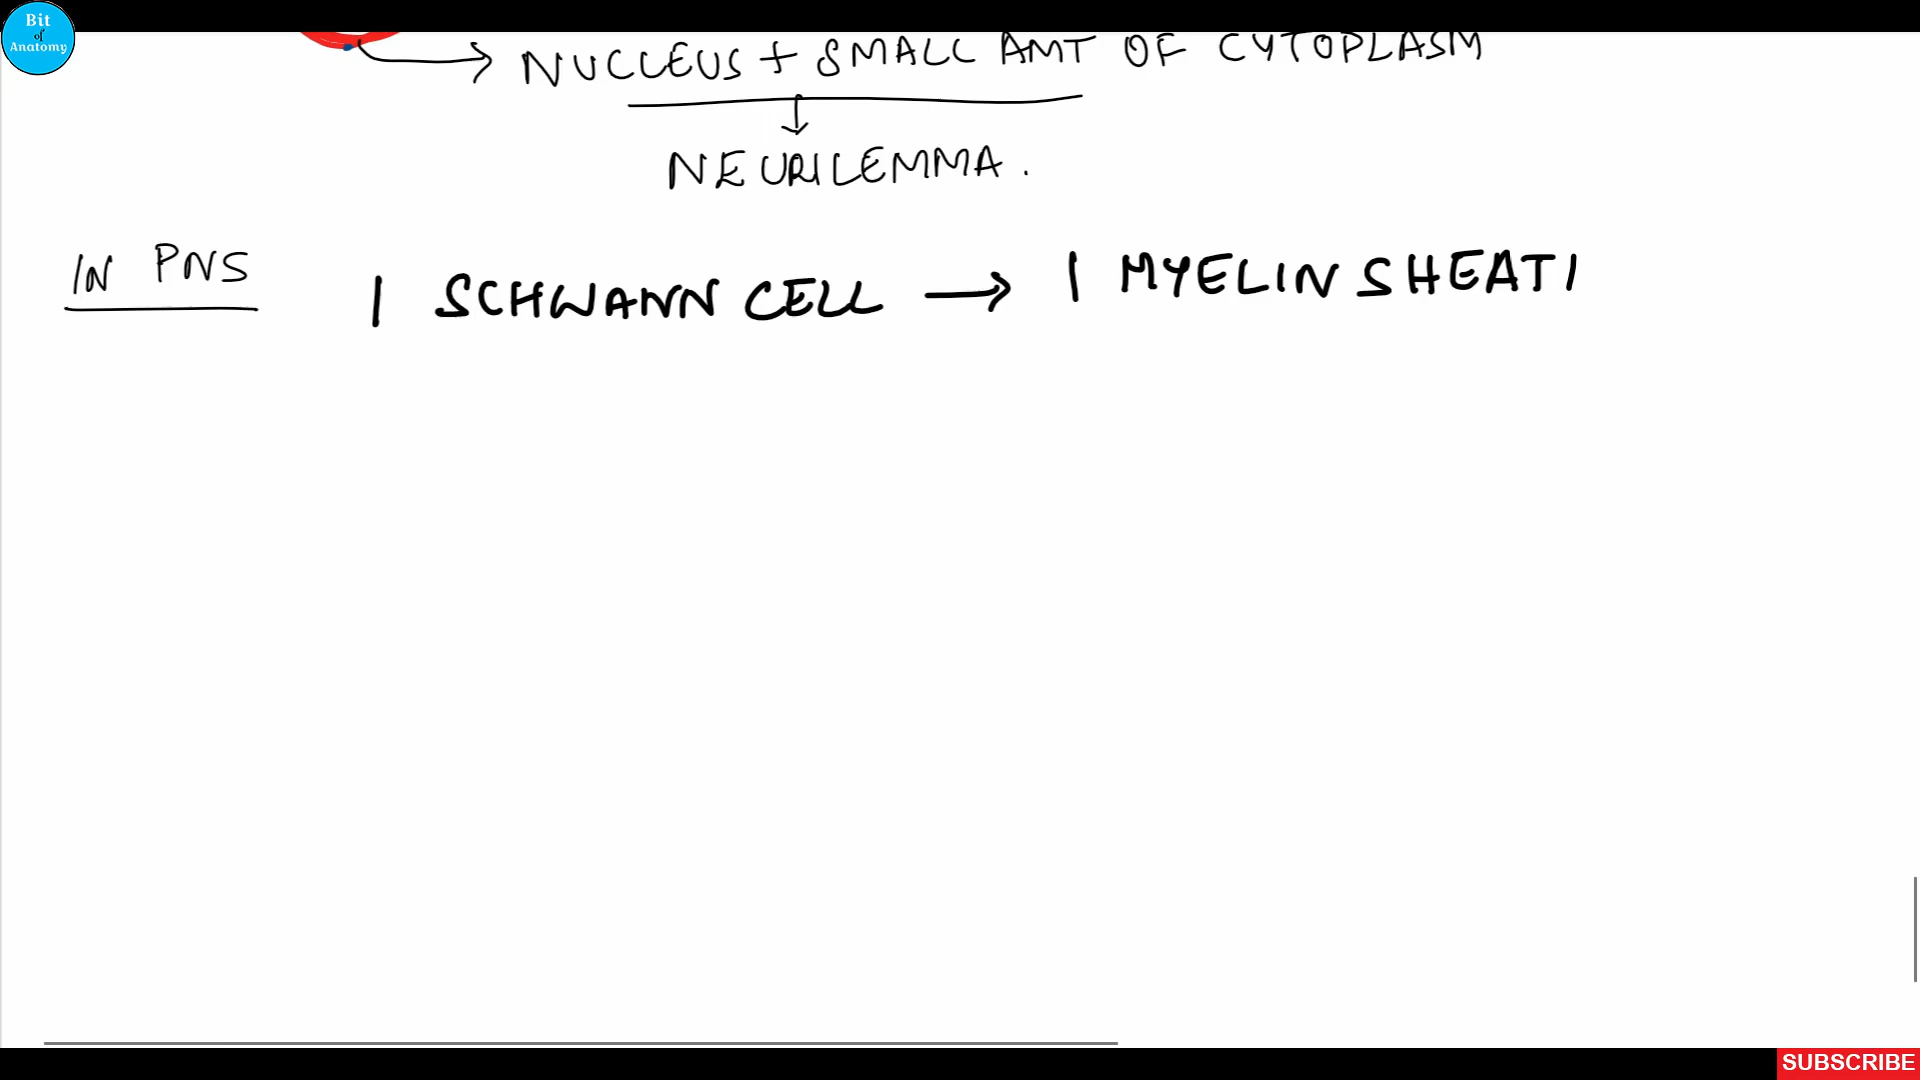 Bit
of
Anatomy
NUCLEUS + SMALL AMT OF CYTOPLASM
NEURILEMMA.
IN PNS 1 SCHWANN CELL → 1 MYELIN SHEATI
SUBSCRIBE